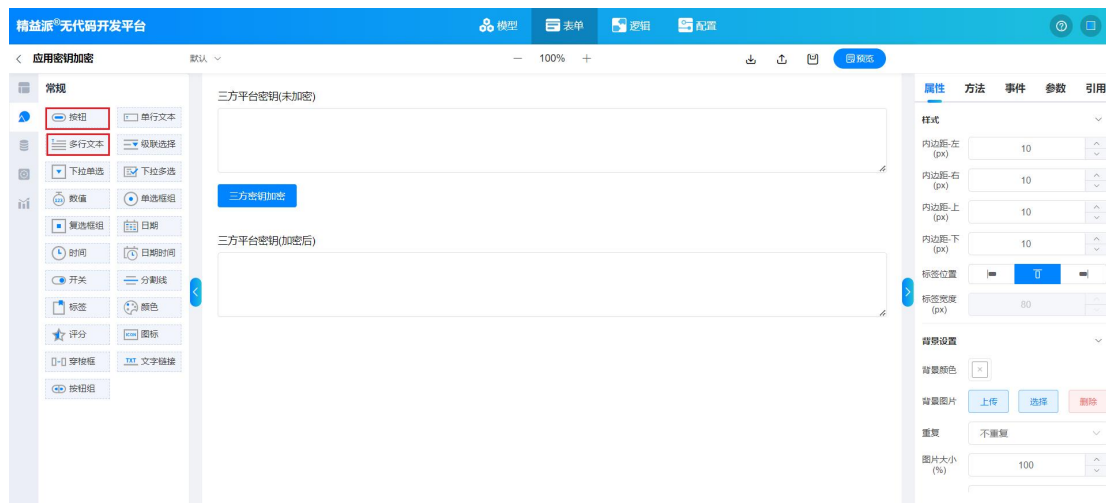 精益派®无代码开发平台
模型 表单 逻辑 配置
应用密钥加密 默认 100% 预览
常规
按钮 单行文本
多行文本 级联选择
下拉单选 下拉多选
数值 单选框组
复选框组 日期
时间 日期时间
开关 分割线
标签 颜色
评分 图标
穿梭框 文字链接
按钮组
三方平台密钥(未加密)
三方密钥加密
三方平台密钥(加密后)
属性 方法 事件 参数 引用
样式
内边距-左
(px)
10
内边距-右
(px)
10
内边距-上
(px)
10
内边距-下
(px)
10
标签位置
标签宽度
(px)
80
背景设置
背景颜色
背景图片 上传 选择 删除
重复 不重复
图片大小
(%)
100